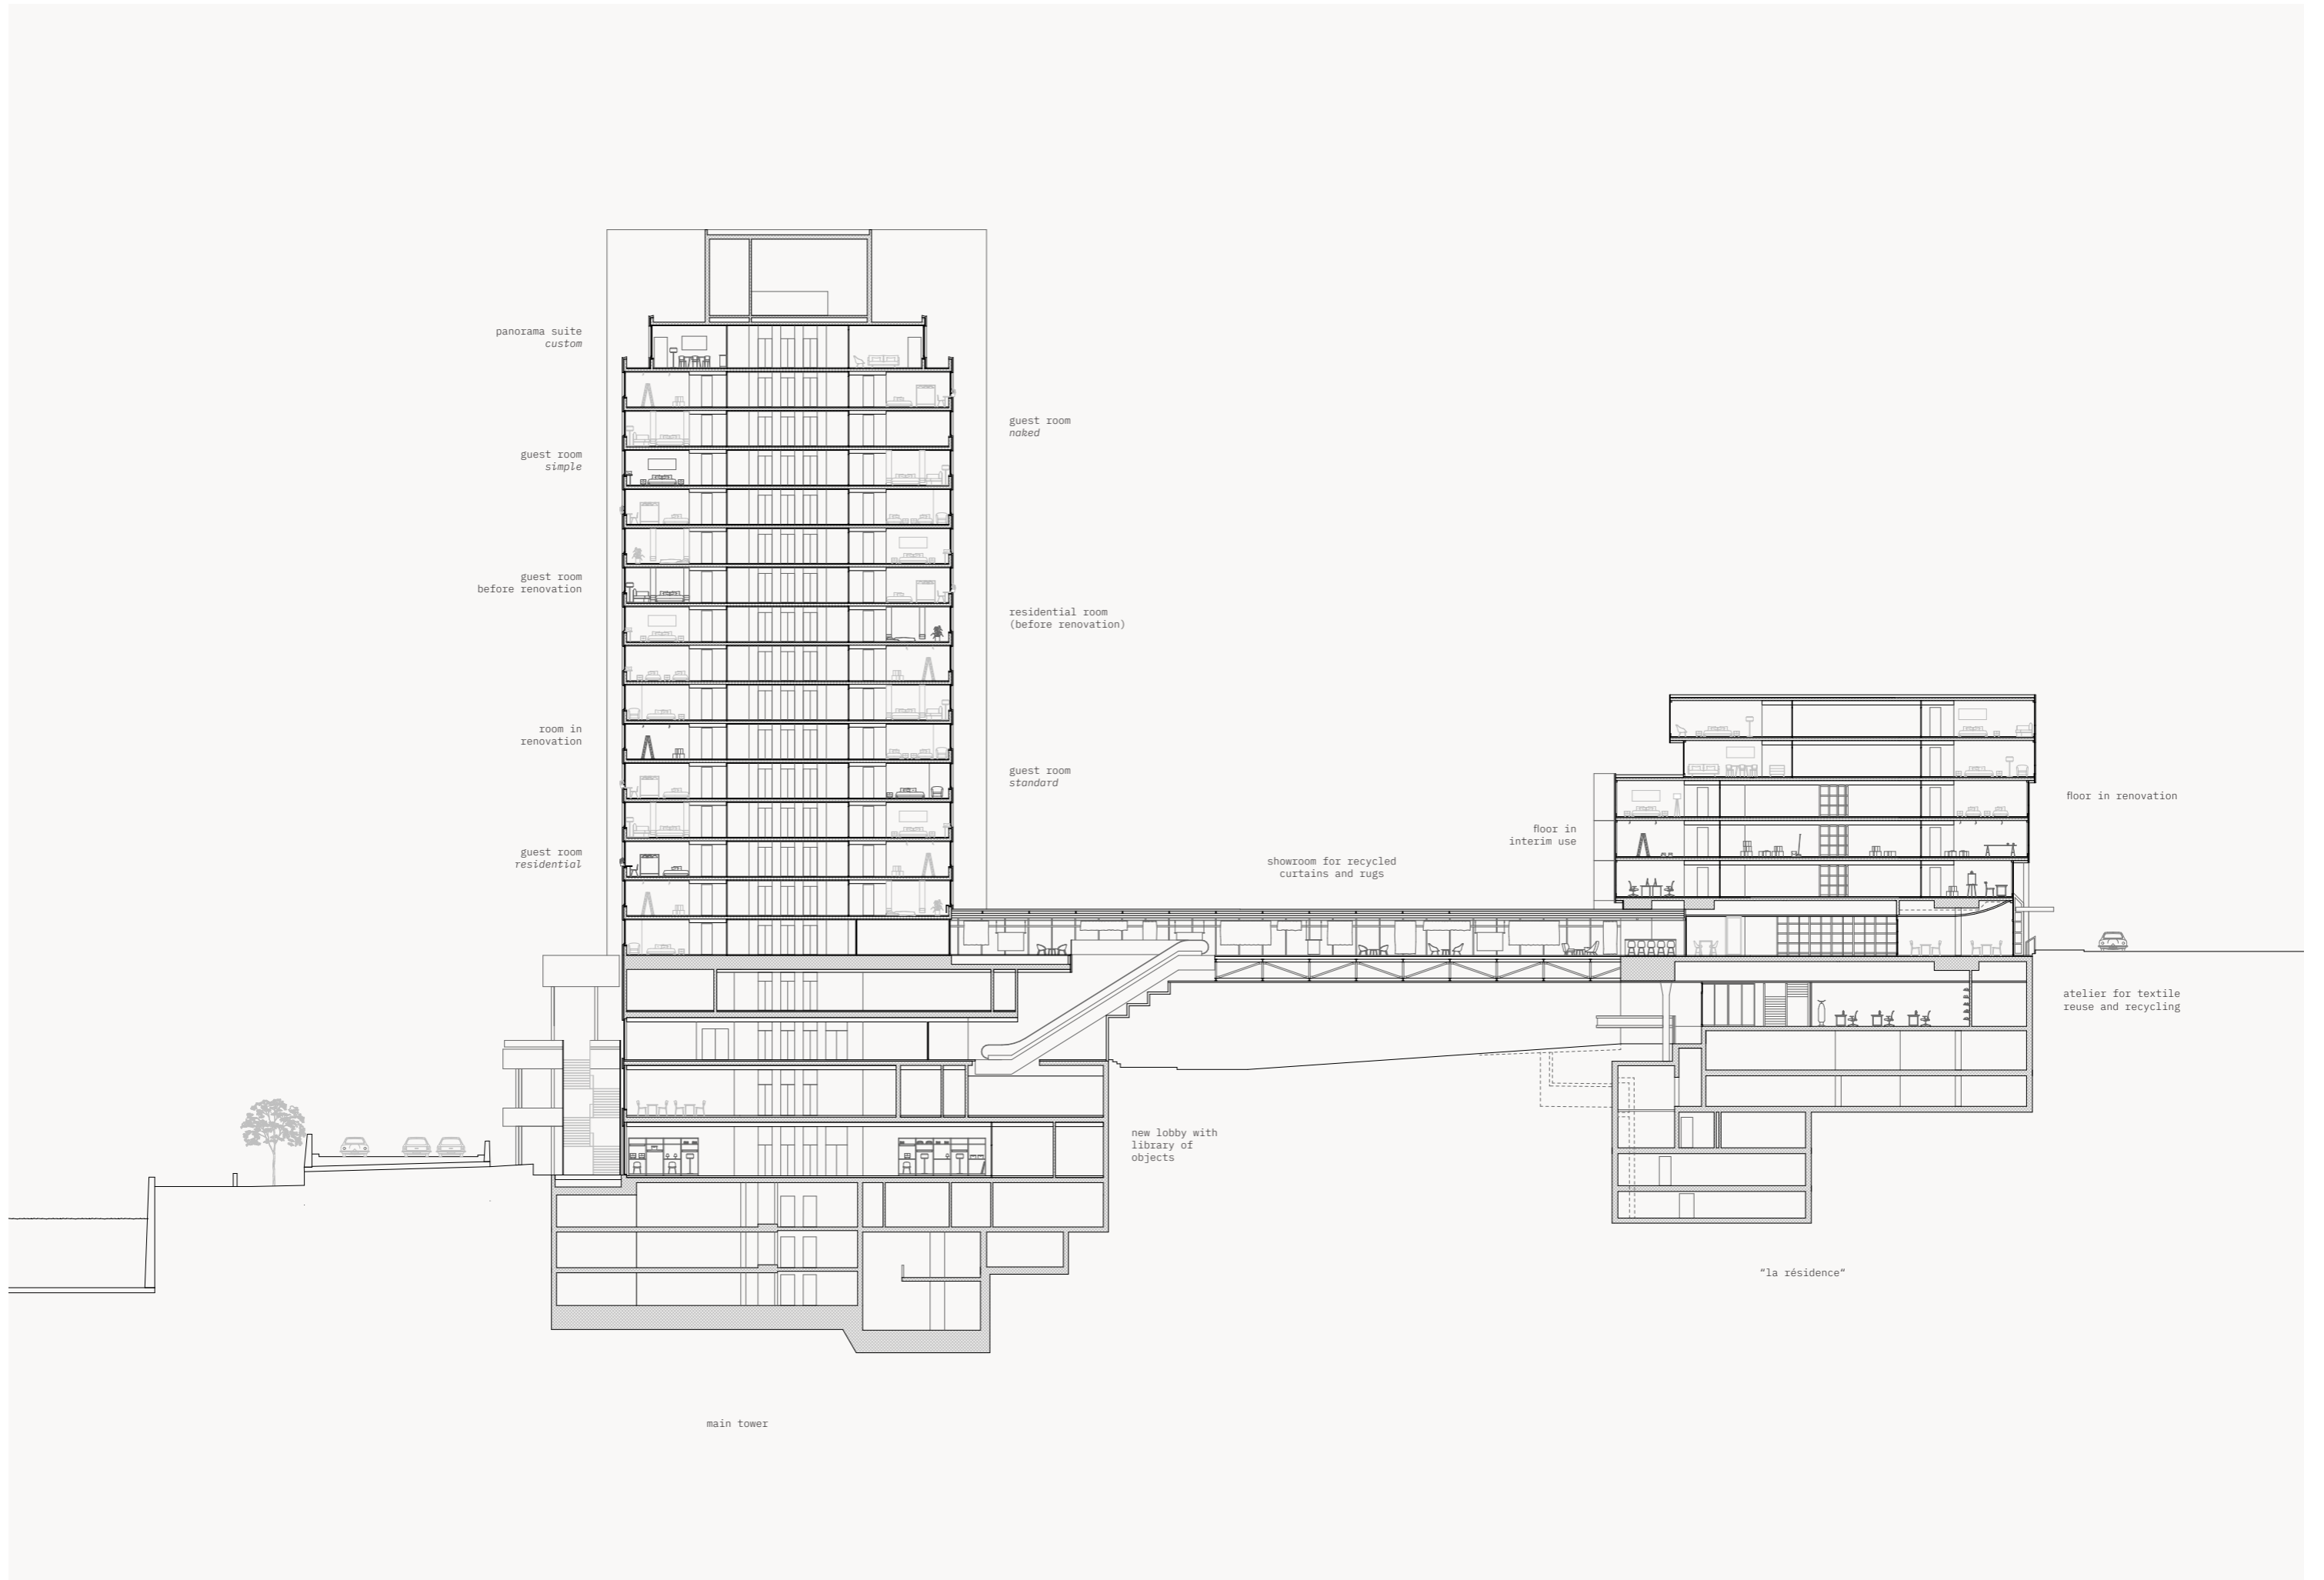 panorama suite
custom
guest room
naked
guest room
simple
guest room
before renovation
residential room
(before renovation)
room in
renovation
guest room
standard
floor in renovation
floor in
interim use
guest room
residential
showroom for recycled
curtains and rugs
atelier for textile
reuse and recycling
new lobby with
library of
objects
“la résidence”
main tower